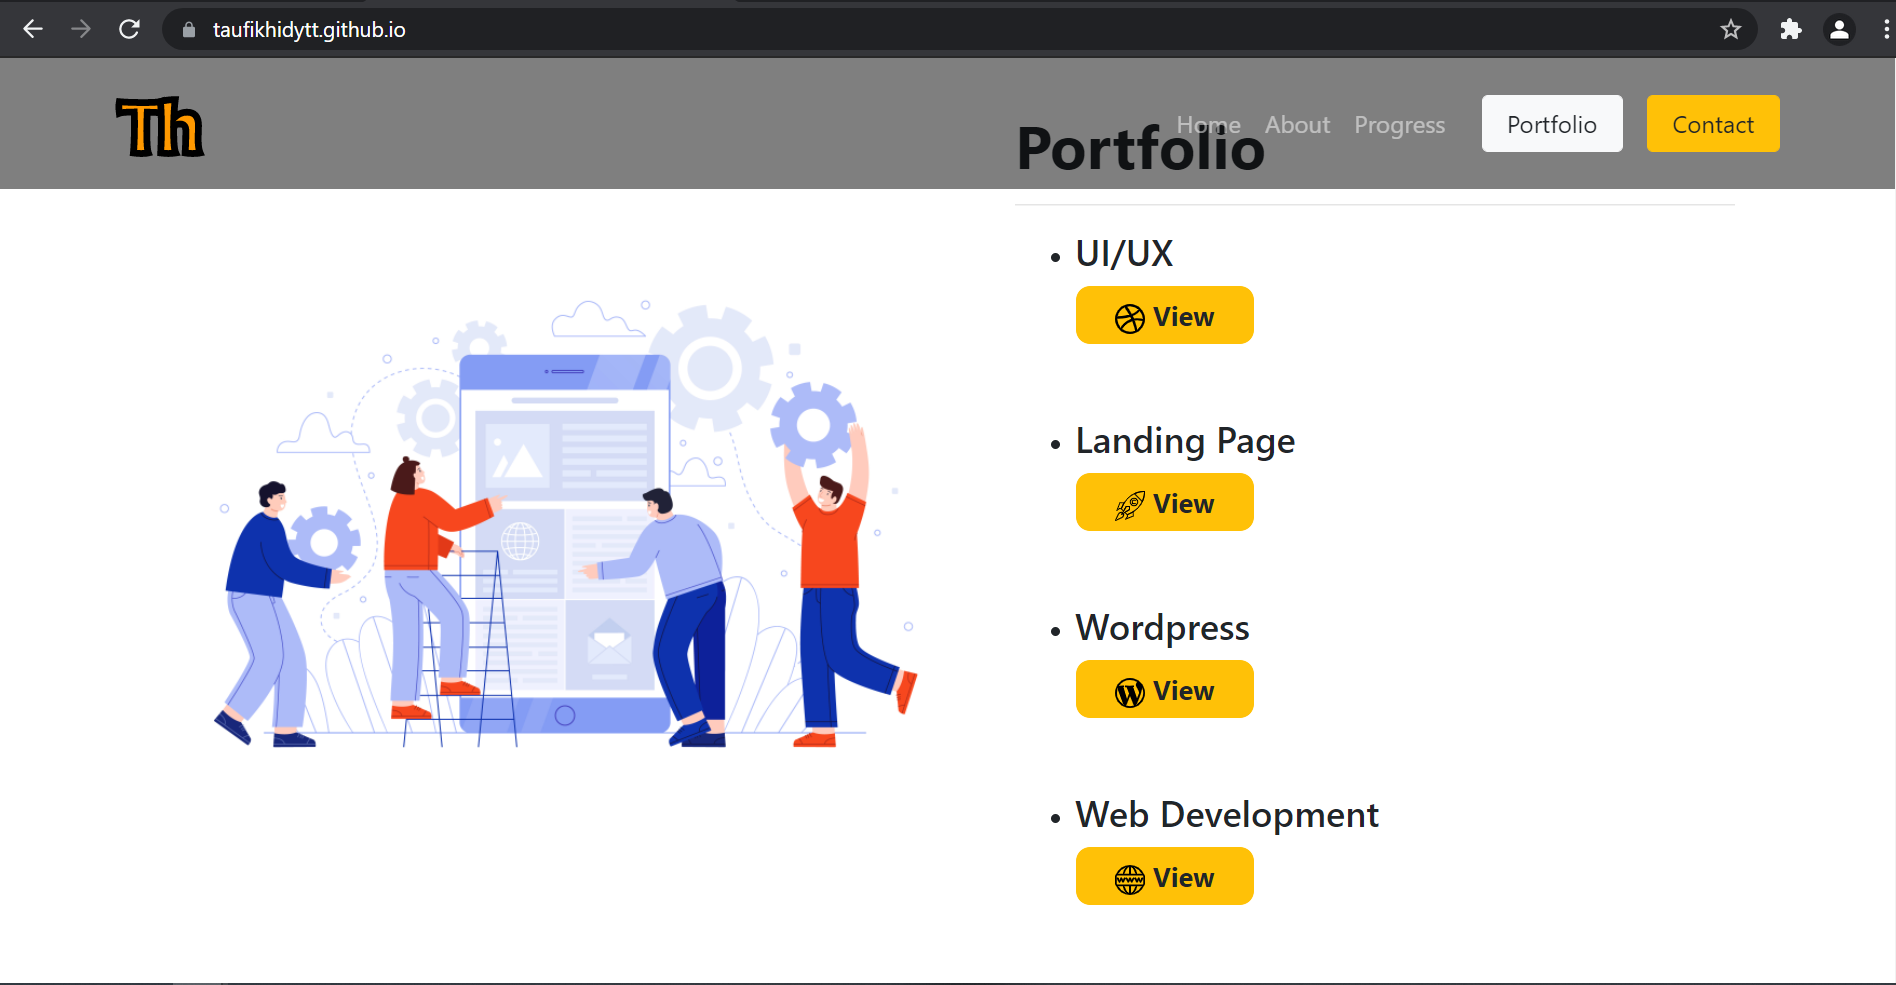 taufikhidytt.github.io
Th
Home About Progress Portfolio Contact
Portfolio
UI/UX
View
Landing Page
View
Wordpress
View
Web Development
WWW View